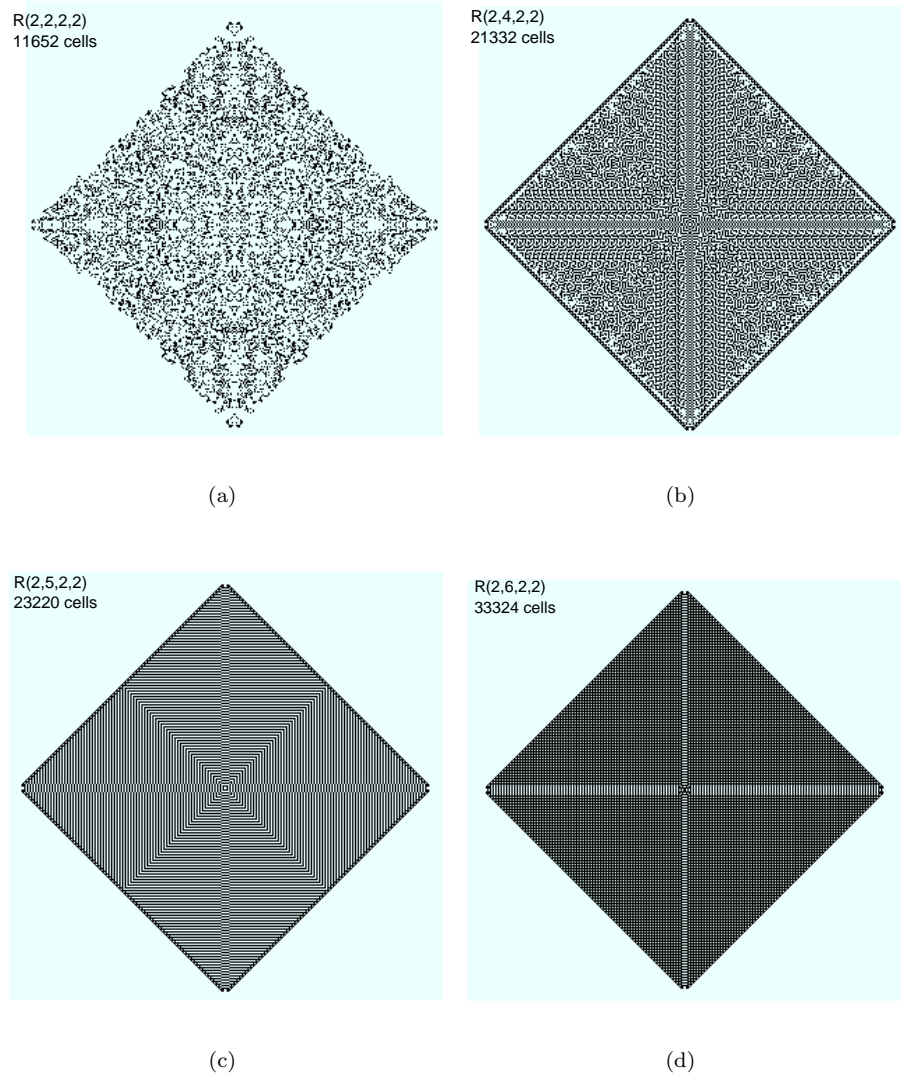 R(2,2,2,2)
11652 cells
R(2,4,2,2)
21332 cells
(a)
(b)
R(2,5,2,2)
23220 cells
R(2,6,2,2)
33324 cells
(c)
(d)